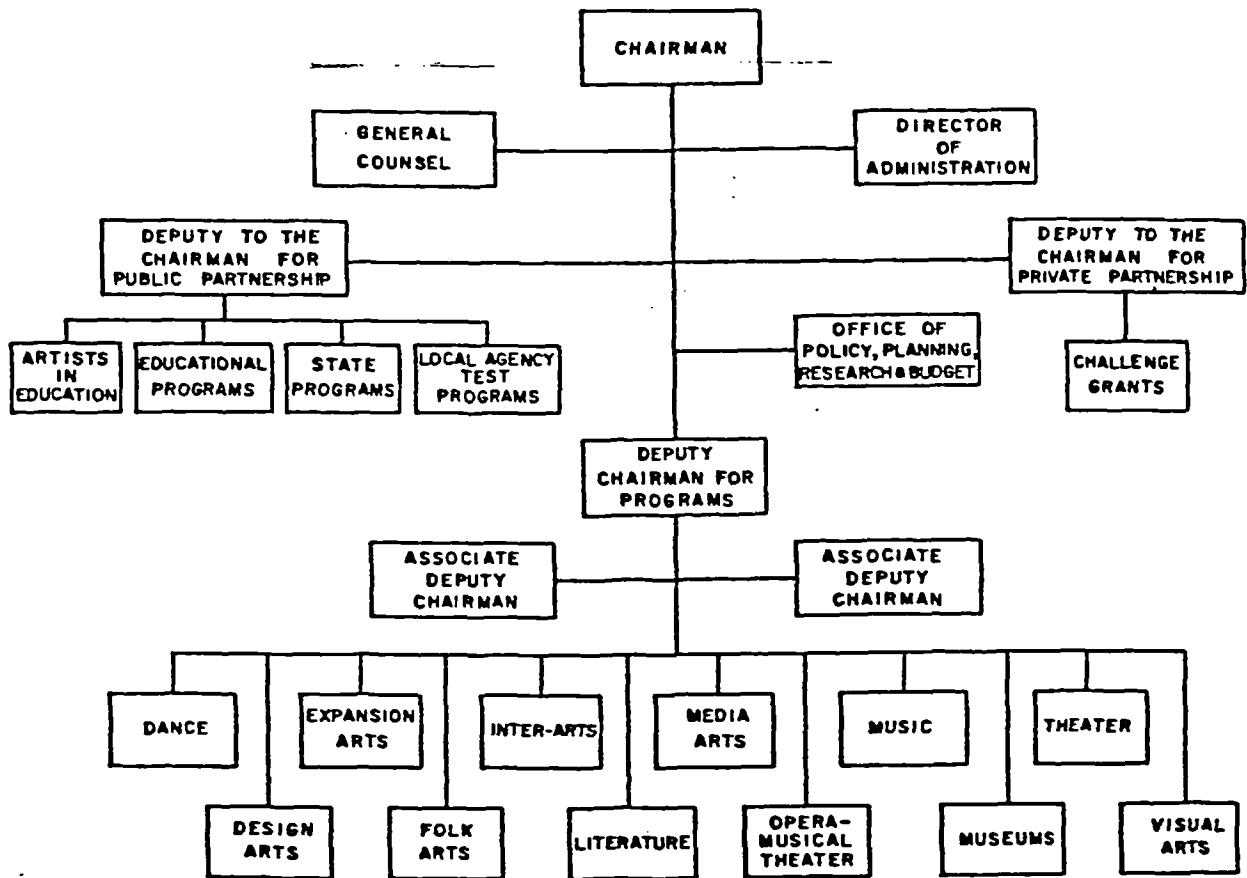 CHAIRMAN
GENERAL
COUNSEL
DIRECTOR
OF
ADMINISTRATION
DEPUTY TO THE
CHAIRMAN FOR
PUBLIC PARTNERSHIP
DEPUTY TO THE
CHAIRMAN FOR
PRIVATE PARTNERSHIP
ARTISTS
IN
EDUCATION
EDUCATIONAL
PROGRAMS
STATE
PROGRAMS
LOCAL AGENCY
TEST
PROGRAMS
OFFICE OF
POLICY, PLANNING,
RESEARCH & BUDGET
CHALLENGE
GRANTS
DEPUTY
CHAIRMAN FOR
PROGRAMS
ASSOCIATE
DEPUTY
CHAIRMAN
ASSOCIATE
DEPUTY
CHAIRMAN
DANCE
EXPANSION
ARTS
INTER-ARTS
MEDIA
ARTS
MUSIC
THEATER
DESIGN
ARTS
FOLK
ARTS
LITERATURE
OPERA-
MUSICAL
THEATER
MUSEUMS
VISUAL
ARTS